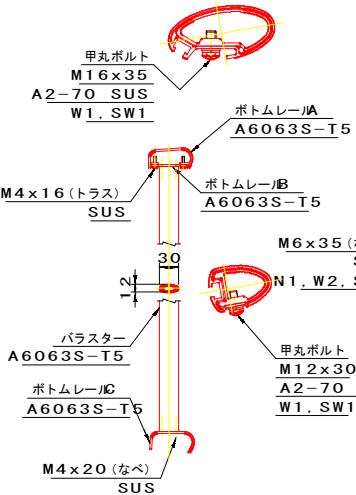 甲丸ボルト
M16x35
A2-70 SUS
W1, SW1
ボトムレールA
A6063S-T5
ボトムレールB
A6063S-T5
M4x16 (トラス)
SUS
M6x35 (
N1, W2, S
30
12
バラスター
A6063S-T5
甲丸ボルト
M12x30
A2-70
W1, SW1
ボトムレールC
A6063S-T5
M4x20 (なべ)
SUS